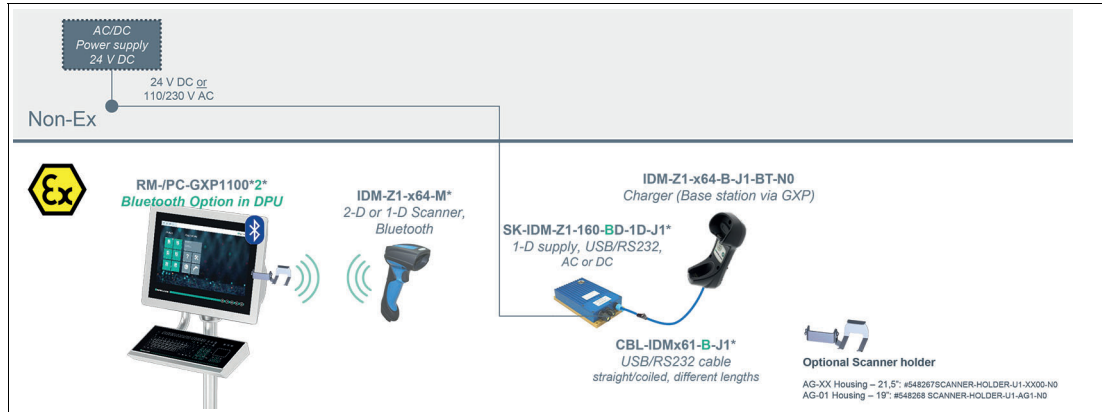 AC/DC
Power supply
24 V DC
24 V DC or
110/230 V AC
Non-Ex
Ex
RM-/PC-GXP1100*2*
Bluetooth Option in DPU
IDM-Z1-x64-M*
2-D or 1-D Scanner,
Bluetooth
IDM-Z1-x64-B-J1-BT-N0
Charger (Base station via GXP)
SK-IDM-Z1-160-BD-1D-J1*
1-D supply, USB/RS232,
AC or DC
CBL-IDMx61-B-J1*
USB/RS232 cable
straight/coiled, different lengths
Optional Scanner holder
AG-XX Housing – 21,5": #548267SCANNER-HOLDER-U1-XX00-N0
AG-01 Housing – 19": #548268 SCANNER-HOLDER-U1-AG1-N0